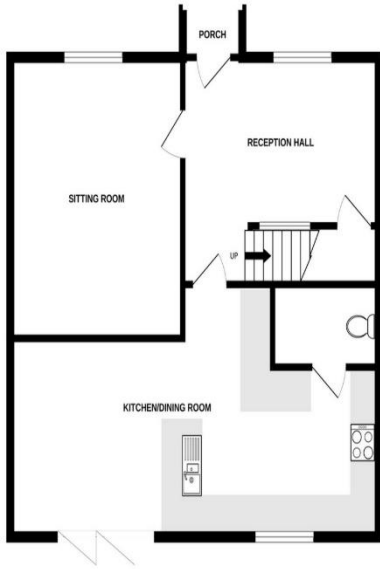 PORCH
RECEPTION HALL
SITTING ROOM
UP
KITCHEN/DINING ROOM